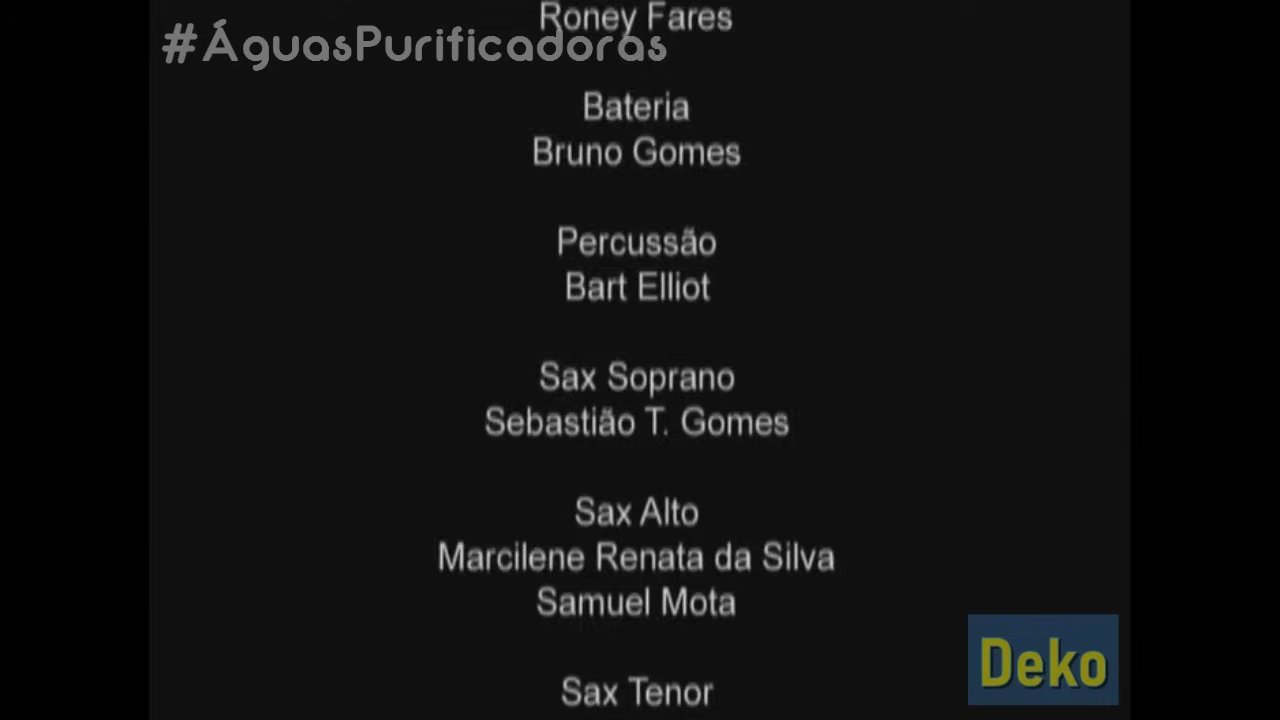 Roney Fares
#ÁguasPurificadoras
Bateria
Bruno Gomes
Percussão
Bart Elliot
Sax Soprano
Sebastião T. Gomes
Sax Alto
Marcilene Renata da Silva
Samuel Mota
Deko
Sax Tenor